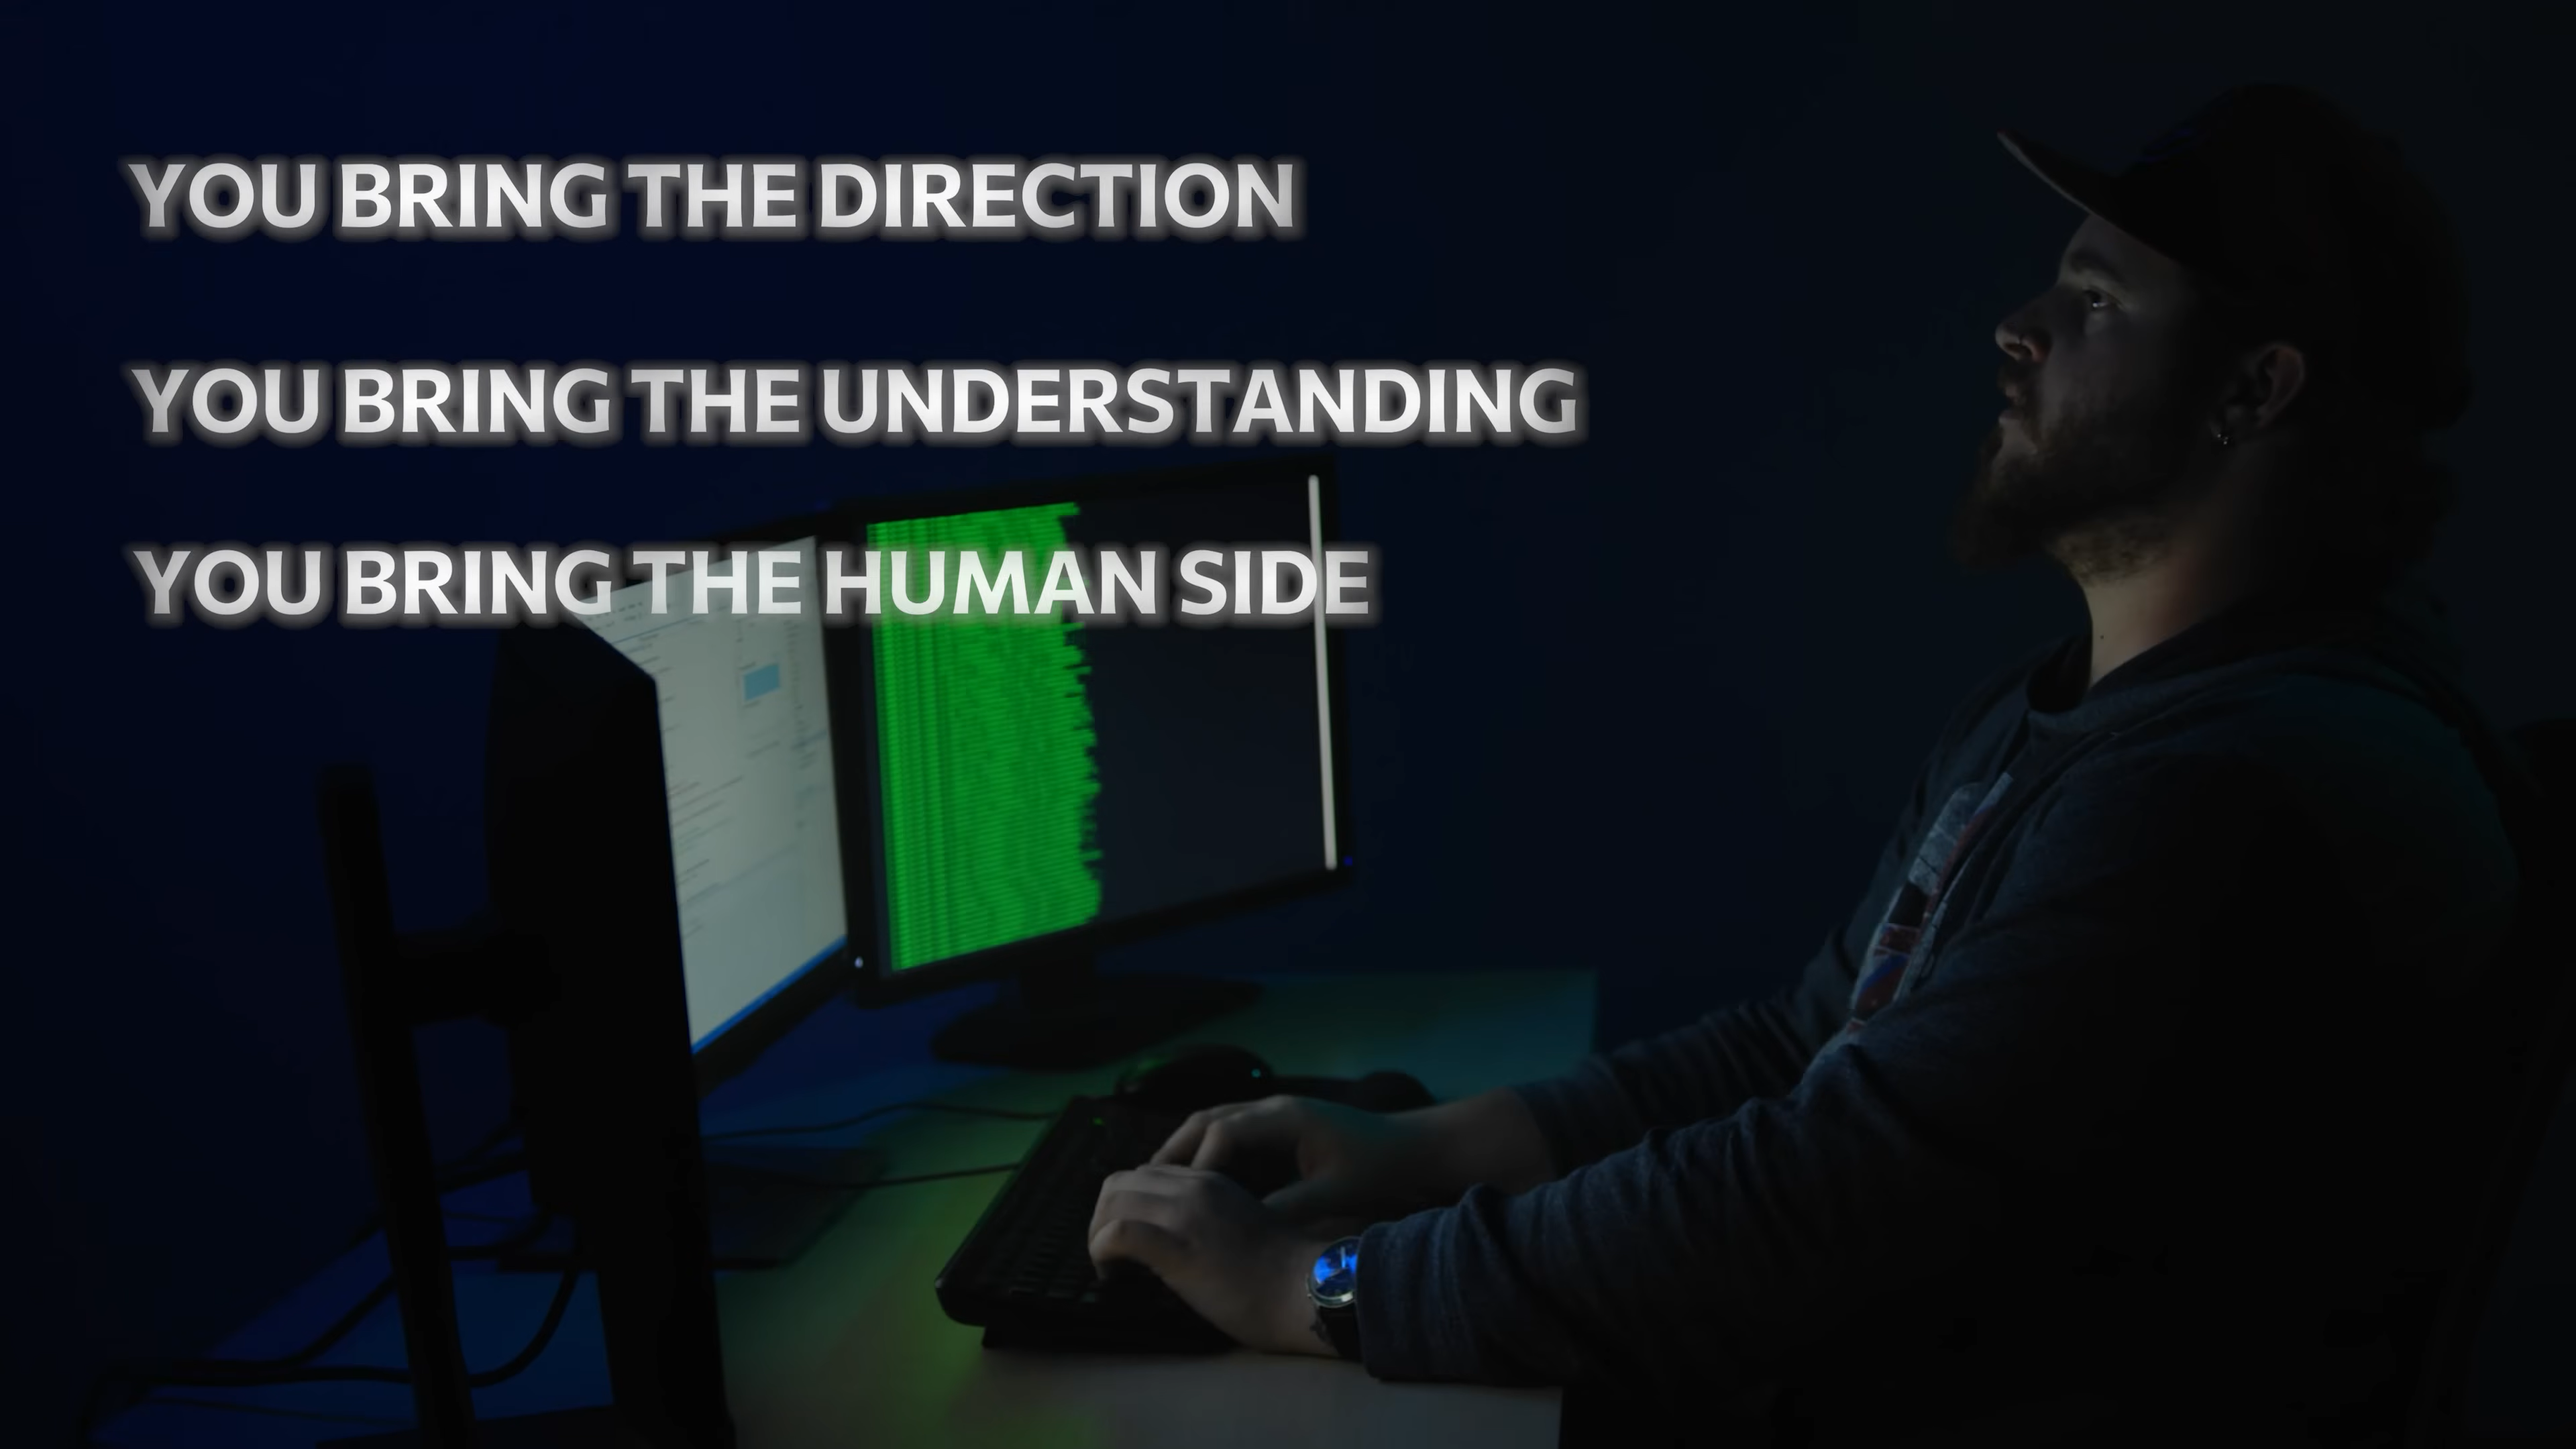 YOU BRING THE DIRECTION
YOU BRING THE UNDERSTANDING
YOU BRING THE HUMAN SIDE